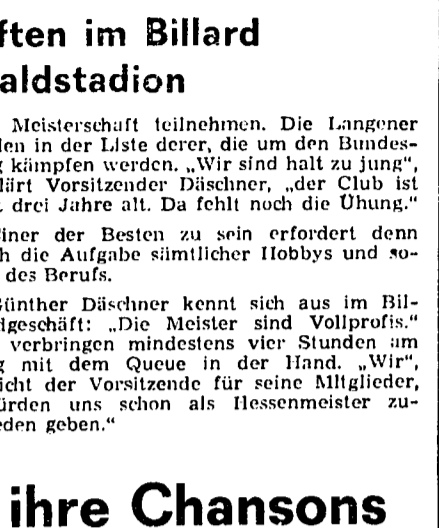 ften im Billard
aldstadion
Meisterschaft teilnehmen. Die Langener
len in der Liste derer, die um den Bundes-
g kämpfen werden. „Wir sind halt zu jung“,
lärt Vorsitzender Däschner, „der Club ist
drei Jahre alt. Da fehlt noch die Übung.“
Einer der Besten zu sein erfordert denn
ch die Aufgabe sämtlicher Hobbys und so-
des Berufs.
Günther Däschner kennt sich aus im Bil-
dgeschäft: „Die Meister sind Vollprofis.“
verbringen mindestens vier Stunden am
g mit dem Queue in der Hand. „Wir“,
icht der Vorsitzende für seine Mitglieder,
ürden uns schon als Hessenmeister zu-
eden geben.“
ihre Chansons